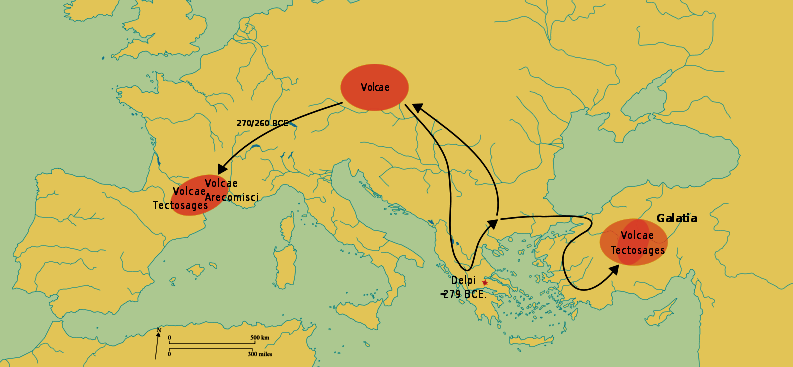 Volcae
270/260 BCE
Volcae
Arecomisci
Volcae
Tectosages
Galatia
Volcae
Tectosages
Delpi
-279 BCE.
N
0 500 km
0 300 miles